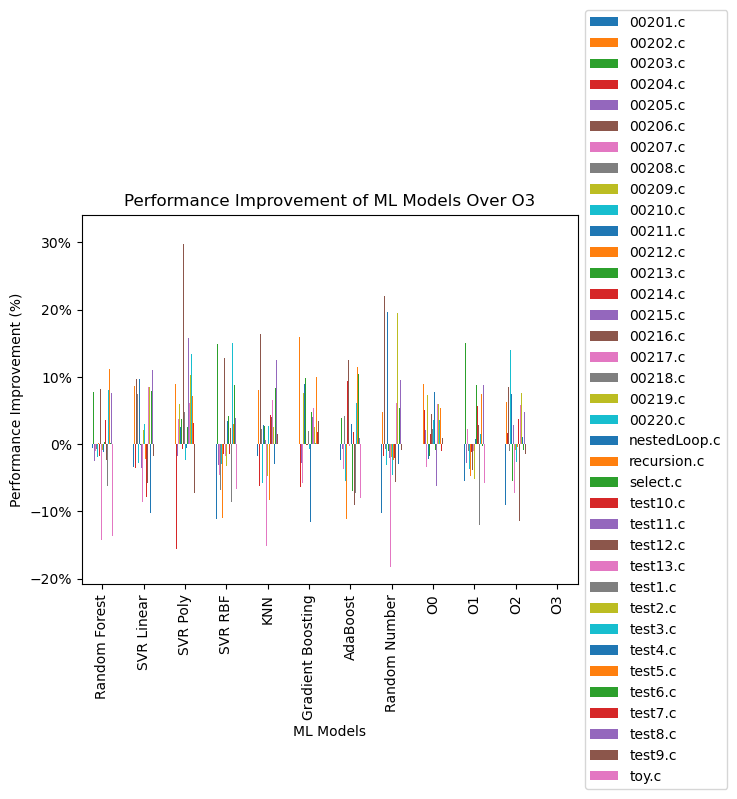 Performance Improvement of ML Models Over O3
Performance Improvement (%)
30%
20%
10%
0%
−10%
−20%
Random Forest
SVR Linear
SVR Poly
SVR RBF
KNN
Gradient Boosting
AdaBoost
Random Number
O0
O1
O2
O3
ML Models
00201.c
00202.c
00203.c
00204.c
00205.c
00206.c
00207.c
00208.c
00209.c
00210.c
00211.c
00212.c
00213.c
00214.c
00215.c
00216.c
00217.c
00218.c
00219.c
00220.c
nestedLoop.c
recursion.c
select.c
test10.c
test11.c
test12.c
test13.c
test1.c
test2.c
test3.c
test4.c
test5.c
test6.c
test7.c
test8.c
test9.c
toy.c